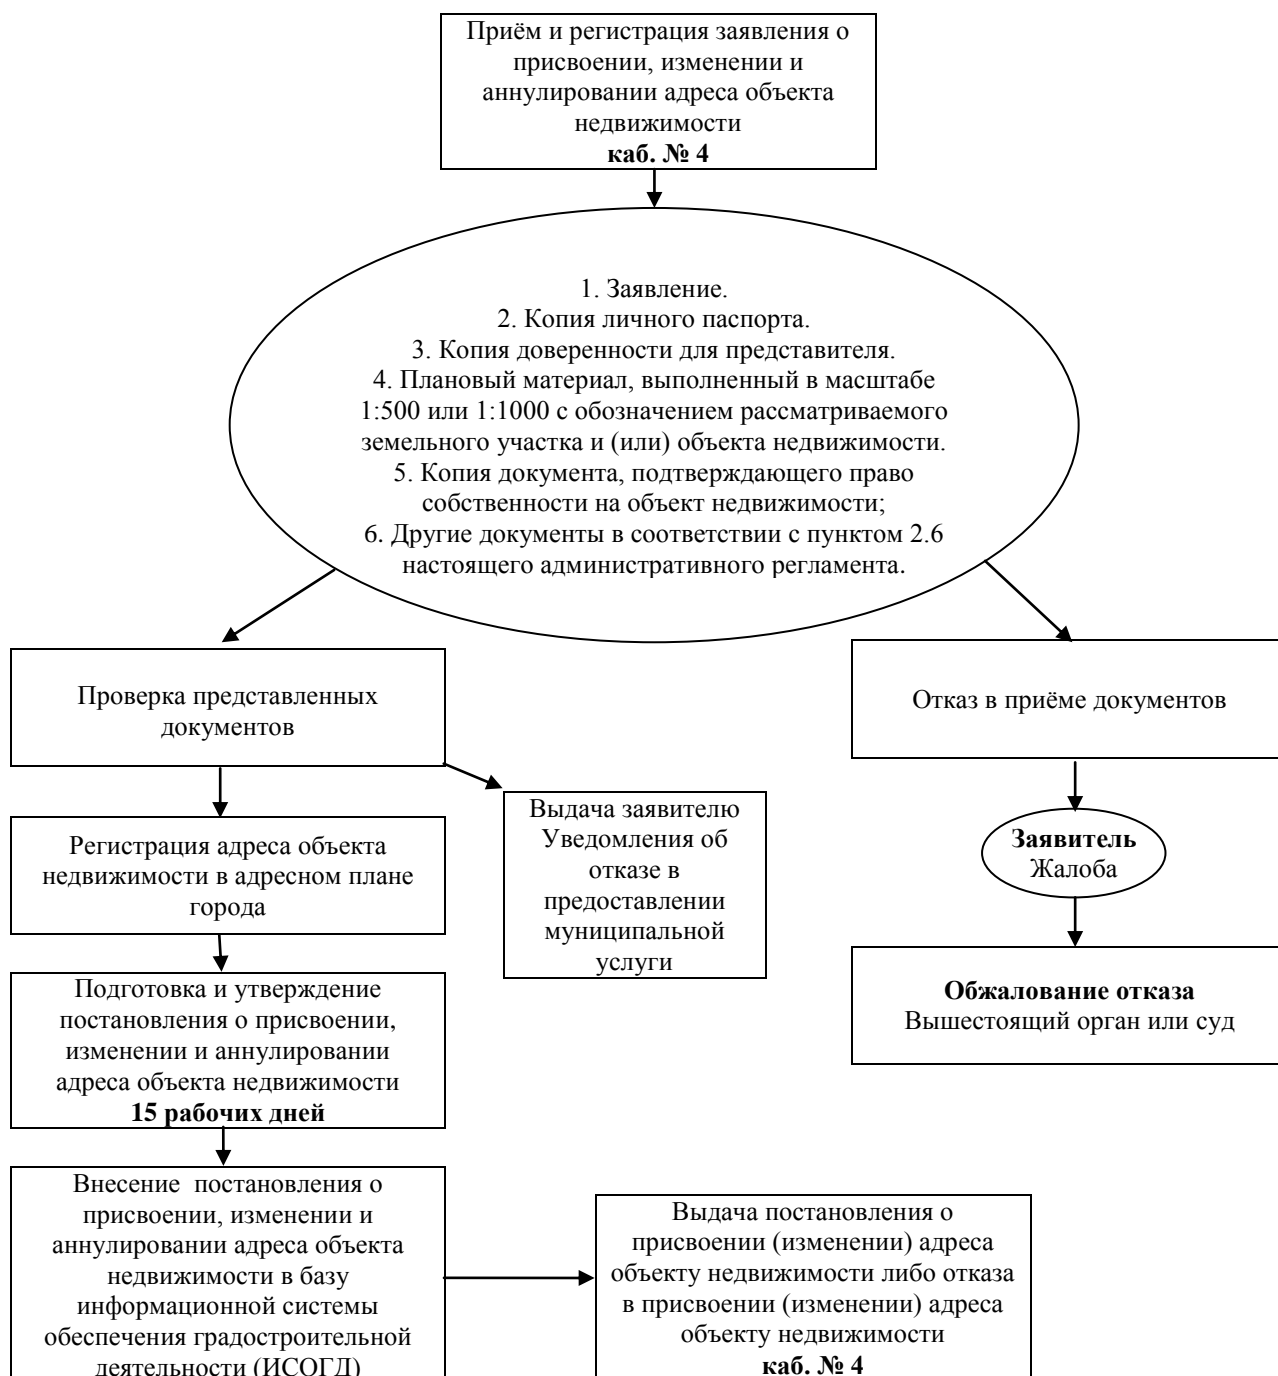 Приём и регистрация заявления о
присвоении, изменении и
аннулировании адреса объекта
недвижимости
каб. № 4
1. Заявление.
2. Копия личного паспорта.
3. Копия доверенности для представителя.
4. Плановый материал, выполненный в масштабе
1:500 или 1:1000 с обозначением рассматриваемого
земельного участка и (или) объекта недвижимости.
5. Копия документа, подтверждающего право
собственности на объект недвижимости;
6. Другие документы в соответствии с пунктом 2.6
настоящего административного регламента.
Проверка представленных
документов
Отказ в приёме документов
Регистрация адреса объекта
недвижимости в адресном плане
города
Выдача заявителю
Уведомления об
отказе в
предоставлении
муниципальной
услуги
Заявитель
Жалоба
Подготовка и утверждение
постановления о присвоении,
изменении и аннулировании
адреса объекта недвижимости
15 рабочих дней
Обжалование отказа
Вышестоящий орган или суд
Внесение постановления о
присвоении, изменении и
аннулировании адреса объекта
недвижимости в базу
информационной системы
обеспечения градостроительной
деятельности (ИСОГД)
Выдача постановления о
присвоении (изменении) адреса
объекту недвижимости либо отказа
в присвоении (изменении) адреса
объекту недвижимости
каб. № 4